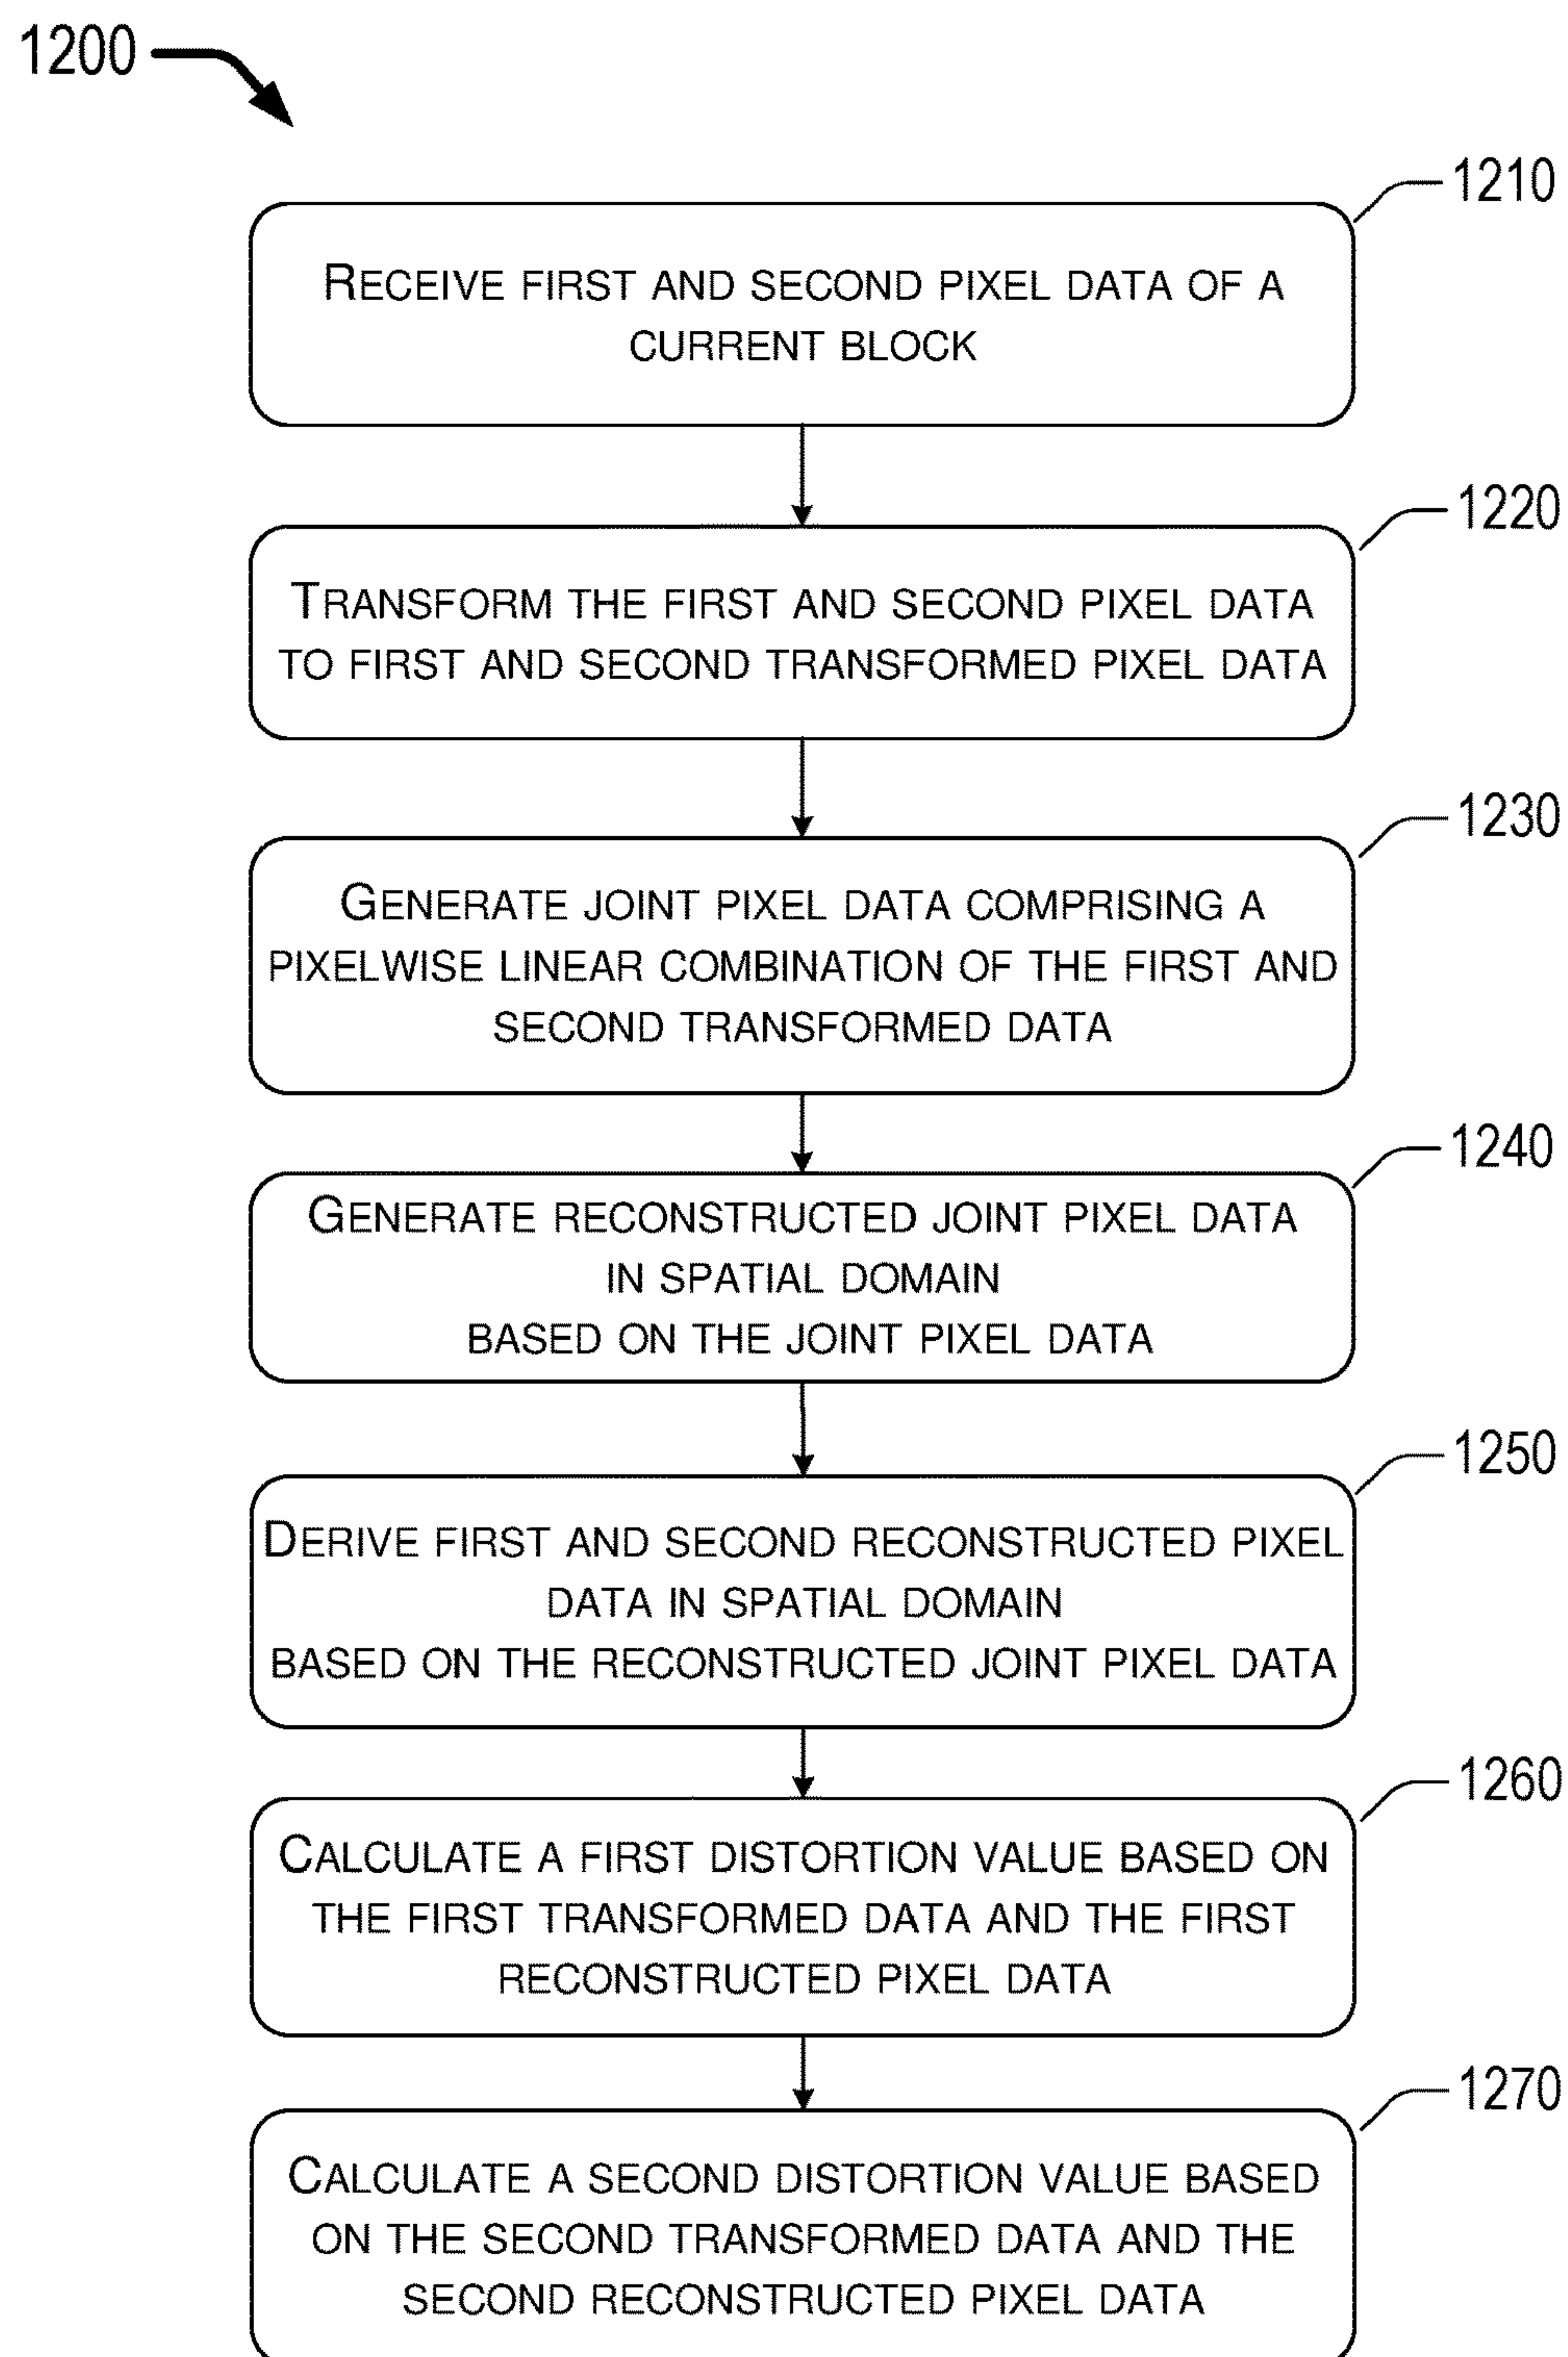 1200
1210
RECEIVE FIRST AND SECOND PIXEL DATA OF A
CURRENT BLOCK
1220
TRANSFORM THE FIRST AND SECOND PIXEL DATA
TO FIRST AND SECOND TRANSFORMED PIXEL DATA
1230
GENERATE JOINT PIXEL DATA COMPRISING A
PIXELWISE LINEAR COMBINATION OF THE FIRST AND
SECOND TRANSFORMED DATA
1240
GENERATE RECONSTRUCTED JOINT PIXEL DATA
IN SPATIAL DOMAIN
BASED ON THE JOINT PIXEL DATA
1250
DERIVE FIRST AND SECOND RECONSTRUCTED PIXEL
DATA IN SPATIAL DOMAIN
BASED ON THE RECONSTRUCTED JOINT PIXEL DATA
1260
CALCULATE A FIRST DISTORTION VALUE BASED ON
THE FIRST TRANSFORMED DATA AND THE FIRST
RECONSTRUCTED PIXEL DATA
1270
CALCULATE A SECOND DISTORTION VALUE BASED
ON THE SECOND TRANSFORMED DATA AND THE
SECOND RECONSTRUCTED PIXEL DATA